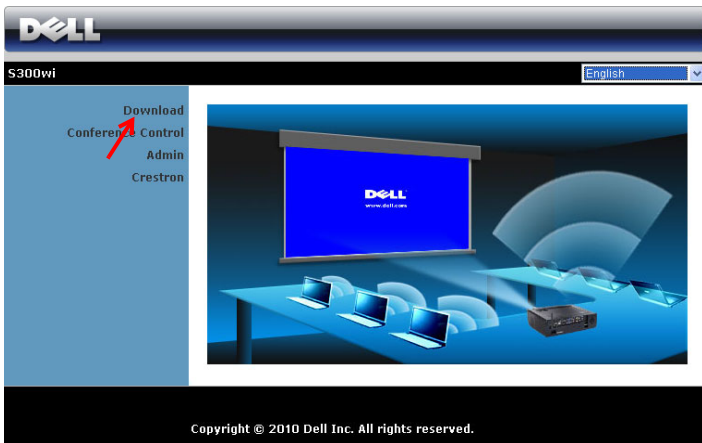 DELL
S300wi
English
Download
Conference Control
Admin
Crestron
DELL
www.dell.com
Copyright © 2010 Dell Inc. All rights reserved.